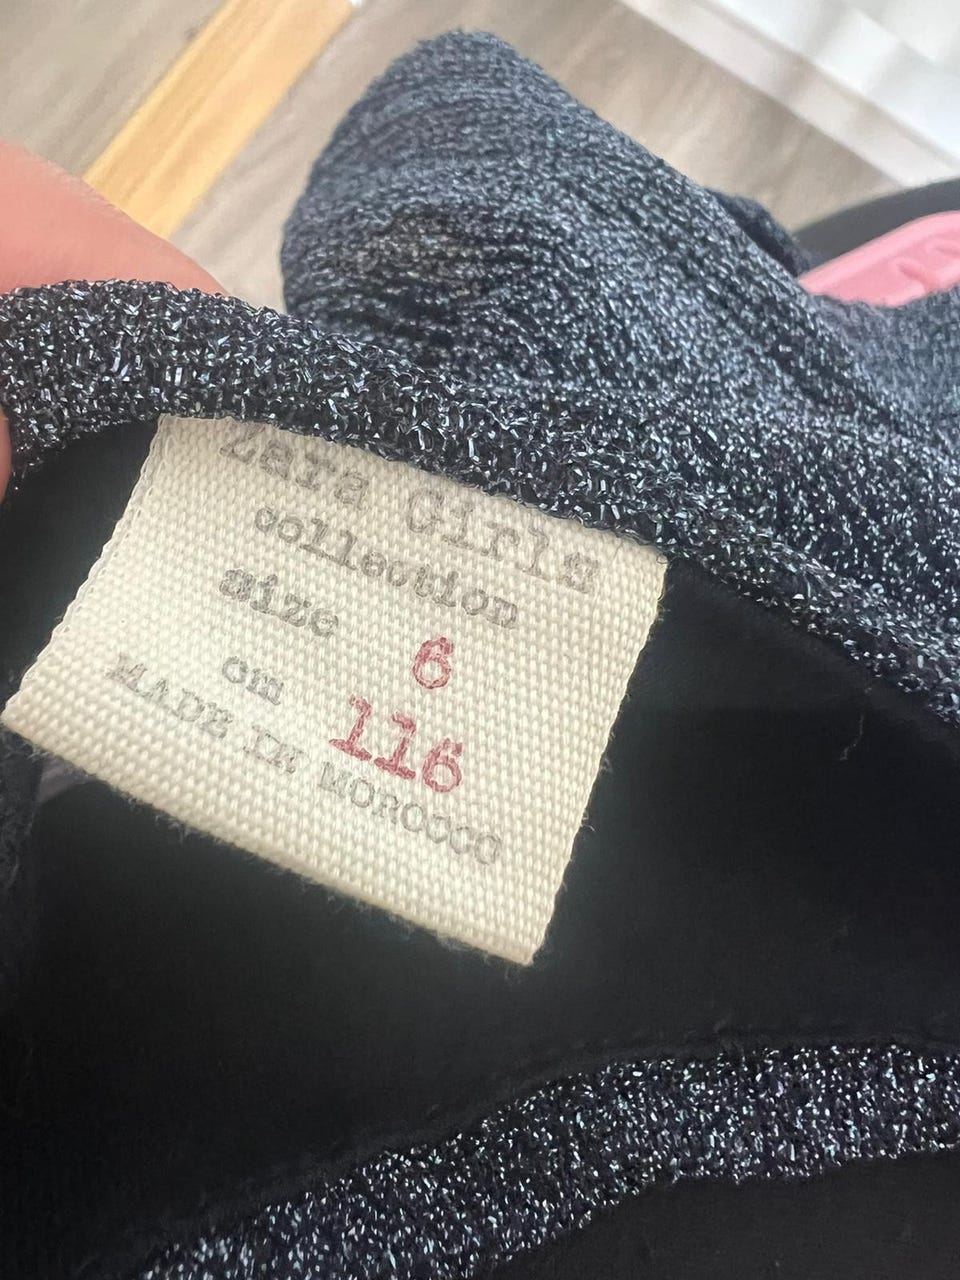 Zara Girls
collection
size 6
cm 116
MADE IN MOROCCO